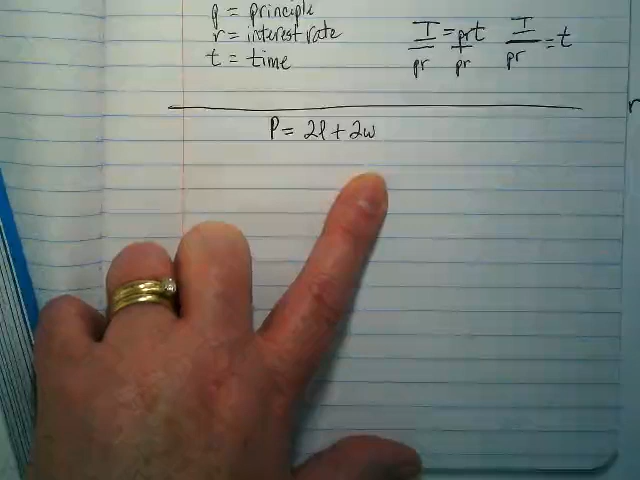 p = principle
r = interest rate
t = time
I = prt
pr pr
I = t
pr
P = 2l + 2w